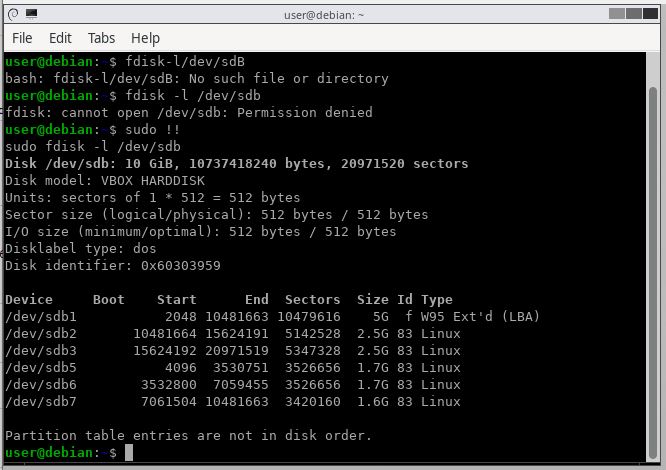 user@debian: ~
File Edit Tabs Help
user@debian:~$ fdisk-l/dev/sdB
bash: fdisk-l/dev/sdB: No such file or directory
user@debian:~$ fdisk -l /dev/sdb
fdisk: cannot open /dev/sdb: Permission denied
user@debian:~$ sudo !!
sudo fdisk -l /dev/sdb
Disk /dev/sdb: 10 GiB, 10737418240 bytes, 20971520 sectors
Disk model: VBOX HARDDISK
Units: sectors of 1 * 512 = 512 bytes
Sector size (logical/physical): 512 bytes / 512 bytes
I/O size (minimum/optimal): 512 bytes / 512 bytes
Disklabel type: dos
Disk identifier: 0x60303959
Device     Boot    Start      End  Sectors  Size Id Type
/dev/sdb1           2048 10481663 10479616    5G  f W95 Ext'd (LBA)
/dev/sdb2       10481664 15624191  5142528  2.5G 83 Linux
/dev/sdb3       15624192 20971519  5347328  2.5G 83 Linux
/dev/sdb5           4096  3530751  3526656  1.7G 83 Linux
/dev/sdb6        3532800  7059455  3526656  1.7G 83 Linux
/dev/sdb7        7061504 10481663  3420160  1.6G 83 Linux
Partition table entries are not in disk order.
user@debian:~$